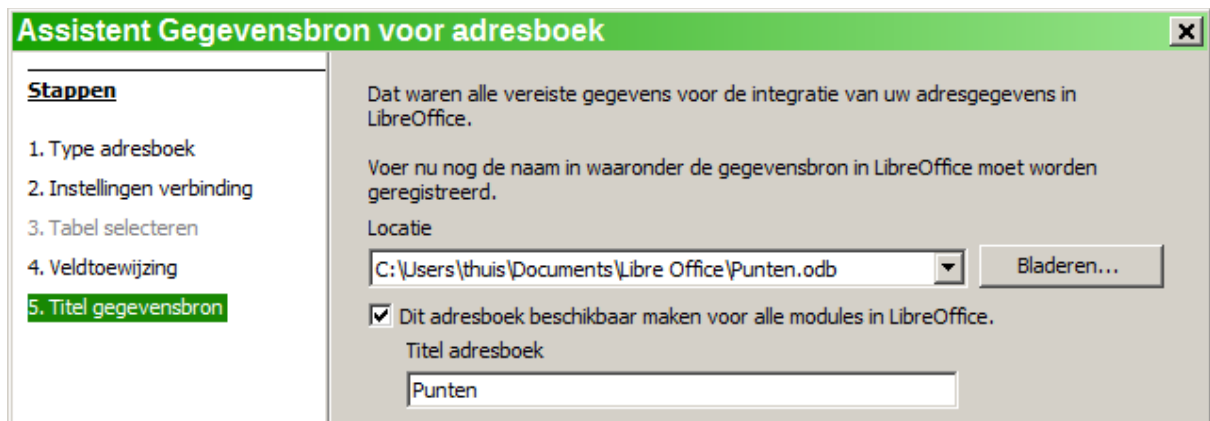 Assistent Gegevensbron voor adresboek
Stappen
1. Type adresboek
2. Instellingen verbinding
3. Tabel selecteren
4. Veldtoewijzing
5. Titel gegevensbron
Dat waren alle vereiste gegevens voor de integratie van uw adresgegevens in
LibreOffice.
Voer nu nog de naam in waaronder de gegevensbron in LibreOffice moet worden
geregistreerd.
Locatie
C:\Users\thuis\Documents\Libre Office\Punten.odb
Bladeren...
Dit adresboek beschikbaar maken voor alle modules in LibreOffice.
Titel adresboek
Punten